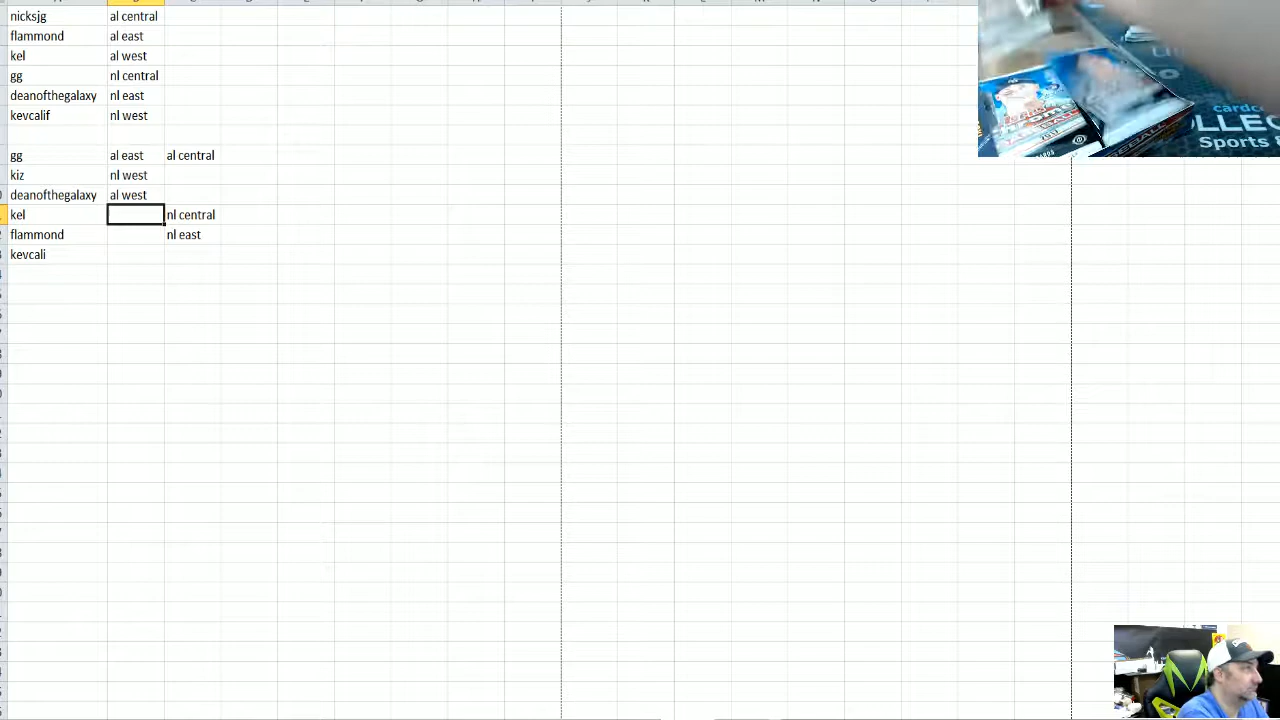 nicksjg al central
flammond al east
kel al west
gg nl central
deanofthegalaxy nl east
kevcalif nl west
gg al east al central
kiz nl west
deanofthegalaxy al west
kel nl central
flammond nl east
kevcali
Sports &